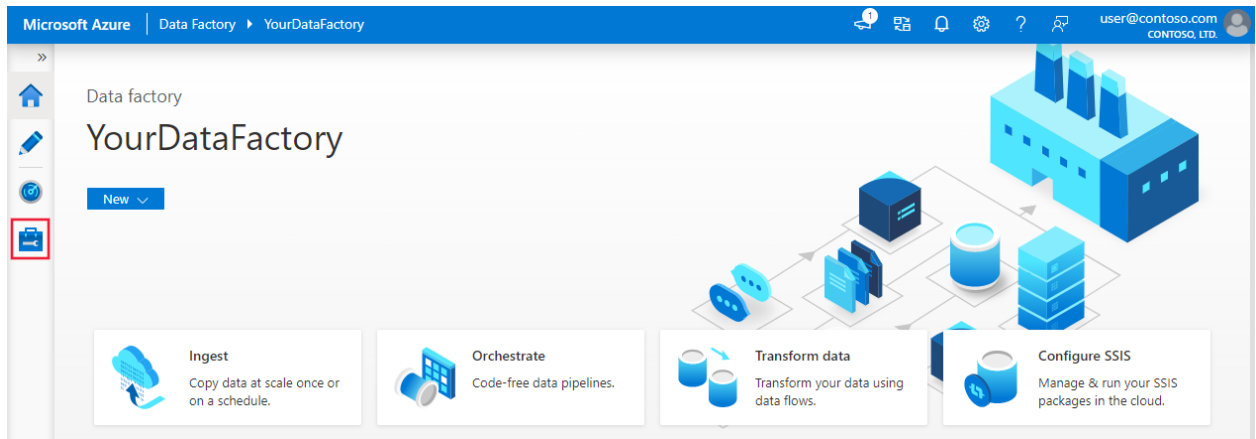 Microsoft Azure Data Factory YourDataFactory 1 ? user@contoso.com
CONTOSO, LTD.
»
Data factory
YourDataFactory
New
Ingest
Copy data at scale once or
on a schedule.
Orchestrate
Code-free data pipelines.
Transform data
Transform your data using
data flows.
Configure SSIS
Manage & run your SSIS
packages in the cloud.